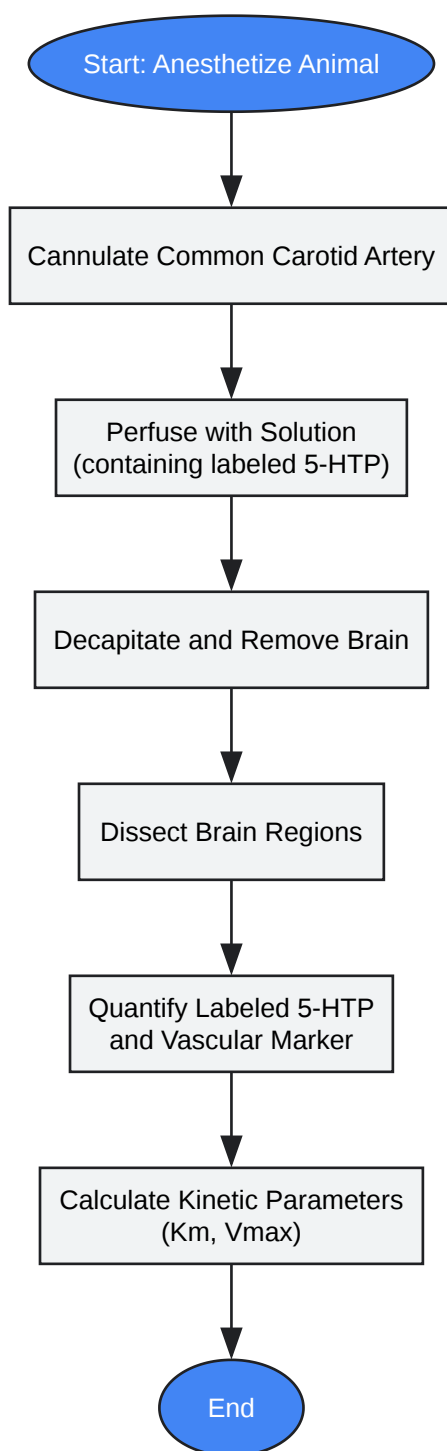 Start: Anesthetize Animal
Cannulate Common Carotid Artery
Perfuse with Solution
(containing labeled 5-HTP)
Decapitate and Remove Brain
Dissect Brain Regions
Quantify Labeled 5-HTP
and Vascular Marker
Calculate Kinetic Parameters
(Km, Vmax)
End